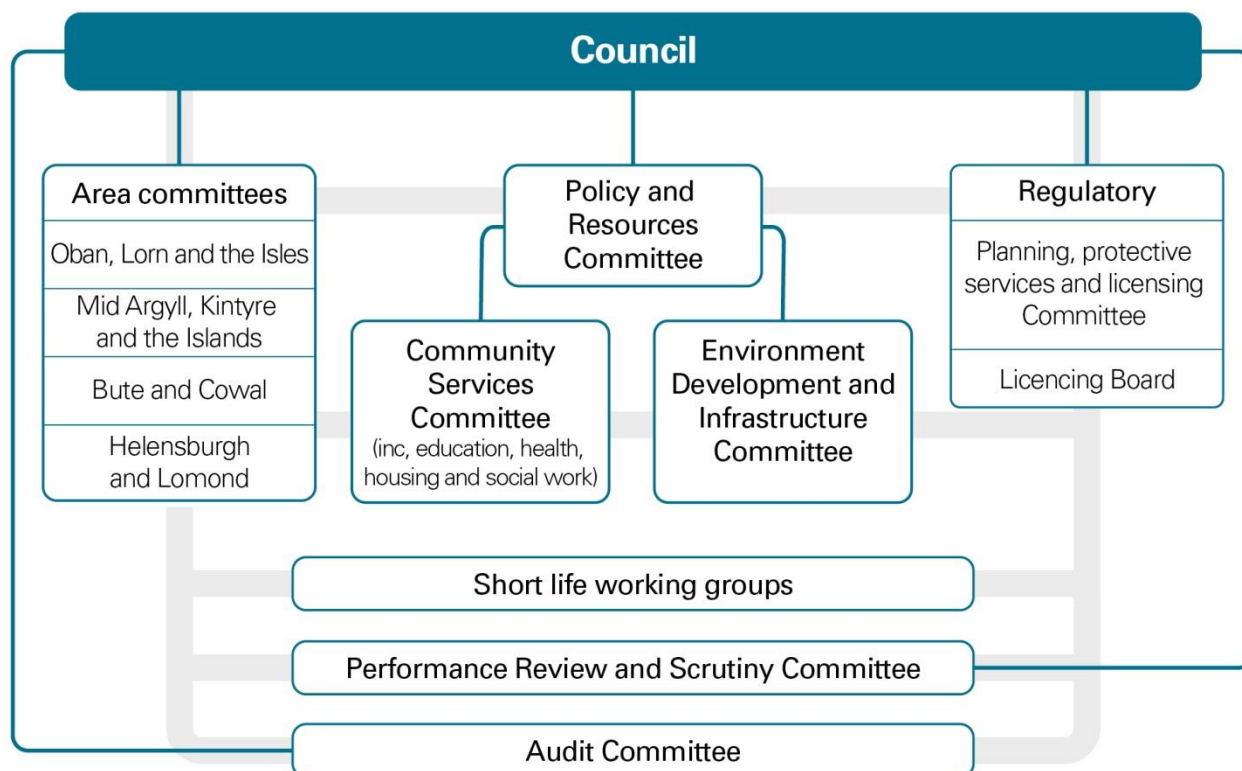 Council
Area committees
Oban, Lorn and the Isles
Mid Argyll, Kintyre
and the Islands
Bute and Cowal
Helensburgh
and Lomond
Policy and
Resources
Committee
Community
Services
Committee
(inc, education, health,
housing and social work)
Environment
Development and
Infrastructure
Committee
Regulatory
Planning, protective
services and licensing
Committee
Licencing Board
Short life working groups
Performance Review and Scrutiny Committee
Audit Committee